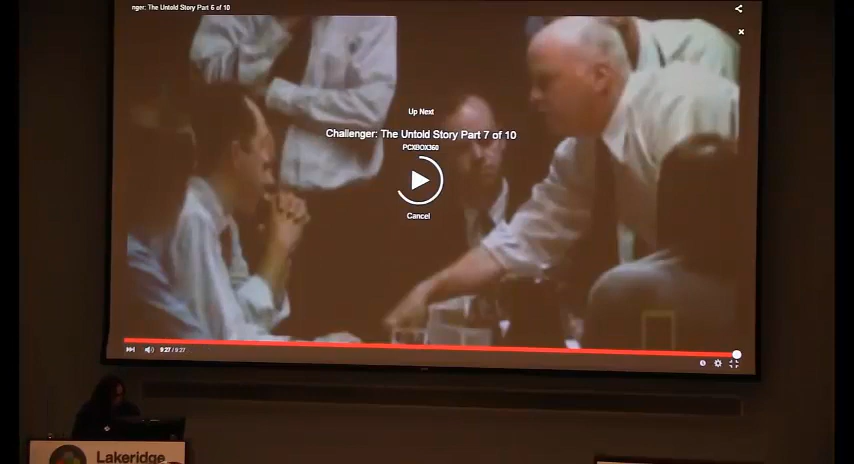 nger: The Untold Story Part 6 of 10
Up Next
Challenger: The Untold Story Part 7 of 10
PCXBOX360
Cancel
9:27 / 9:27
Lakeridge